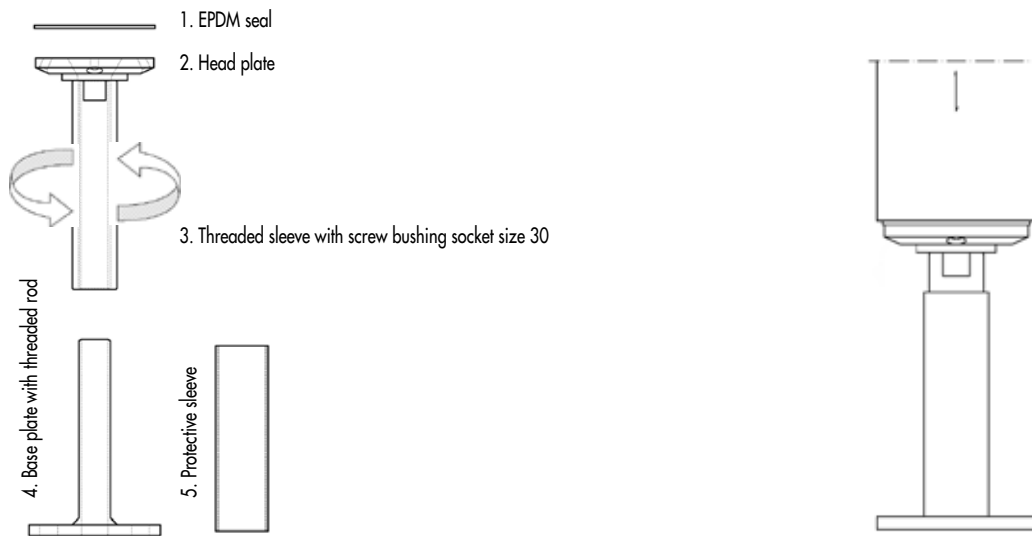 1. EPDM seal
2. Head plate
3. Threaded sleeve with screw bushing socket size 30
4. Base plate with threaded rod
5. Protective sleeve